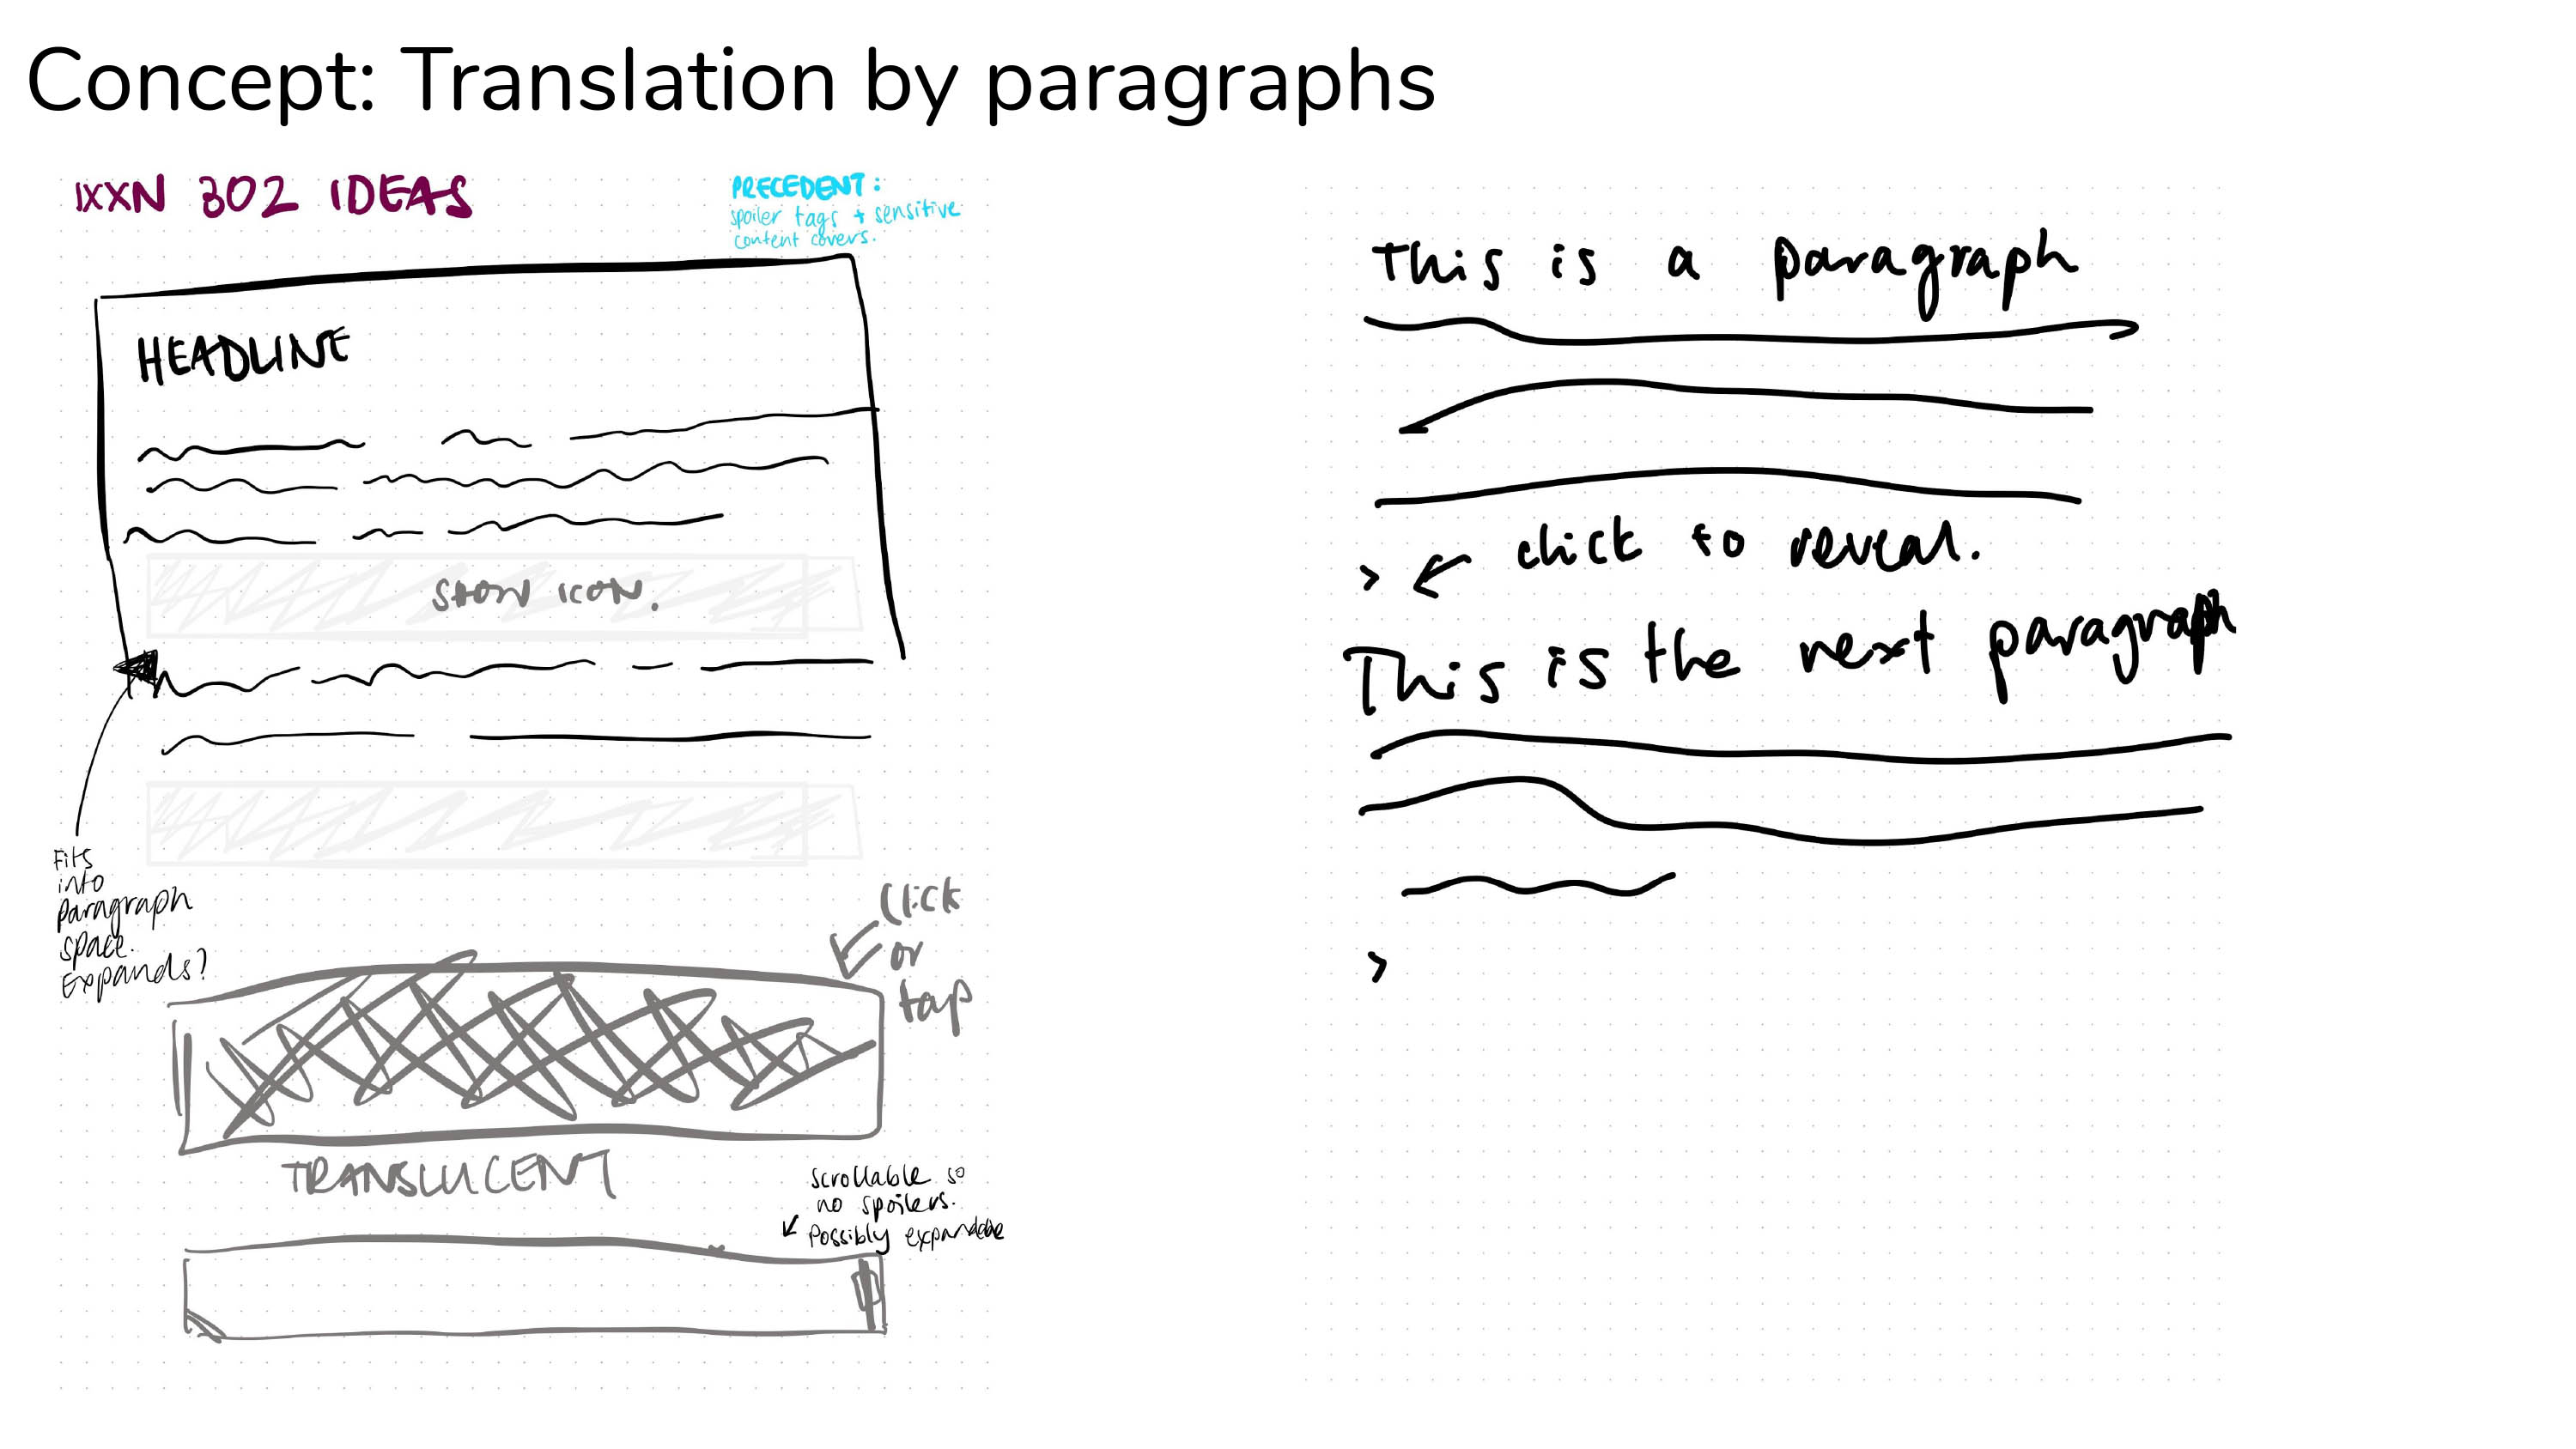 Concept: Translation by paragraphs
IXXN 302 IDEAS
PRECEDENT:
spoiler tags + sensitive
content covers.
HEADLINE
SHOW ICON.
Fits
into
paragraph
space.
Expands?
Click
or
tap
TRANSLUCENT
scrollable so
no spoilers.
Possibly expandable
This is a paragraph
> ← click to reveal.
This is the next paragraph
>